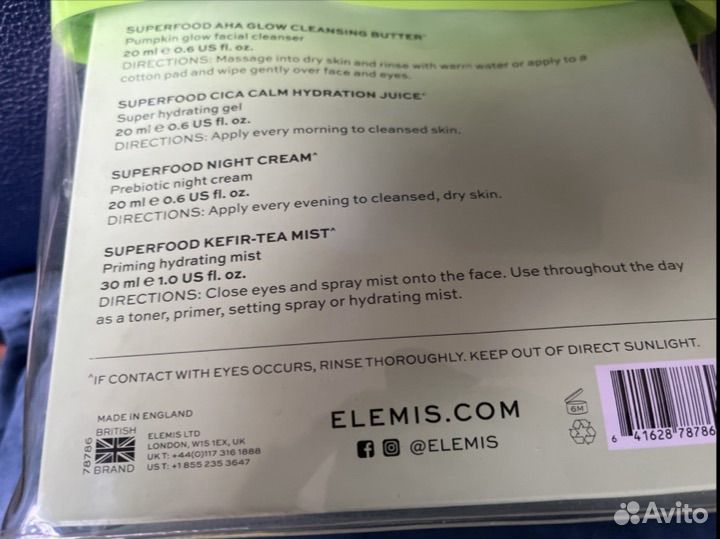 SUPERFOOD AHA GLOW CLEANSING BUTTER^
Pumpkin glow facial cleanser
20 ml e 0.6 US fl. oz.
DIRECTIONS: Massage into dry skin and rinse with warm water or apply to a
cotton pad and wipe gently over face and eyes.
SUPERFOOD CICA CALM HYDRATION JUICE^
Super hydrating gel
20 ml e 0.6 US fl. oz.
DIRECTIONS: Apply every morning to cleansed skin.
SUPERFOOD NIGHT CREAM^
Prebiotic night cream
20 ml e 0.6 US fl. oz.
DIRECTIONS: Apply every evening to cleansed, dry skin.
SUPERFOOD KEFIR-TEA MIST^
Priming hydrating mist
30 ml e 1.0 US fl. oz.
DIRECTIONS: Close eyes and spray mist onto the face. Use throughout the day
as a toner, primer, setting spray or hydrating mist.
^IF CONTACT WITH EYES OCCURS, RINSE THOROUGHLY. KEEP OUT OF DIRECT SUNLIGHT.
MADE IN ENGLAND
78786
BRITISH
BRAND
ELEMIS LTD
LONDON, W1S 1EX, UK
UK T: +44(0)117 316 1888
US T: +1 855 235 3647
ELEMIS.COM
@ELEMIS
6M
6 41628 78786
Avito